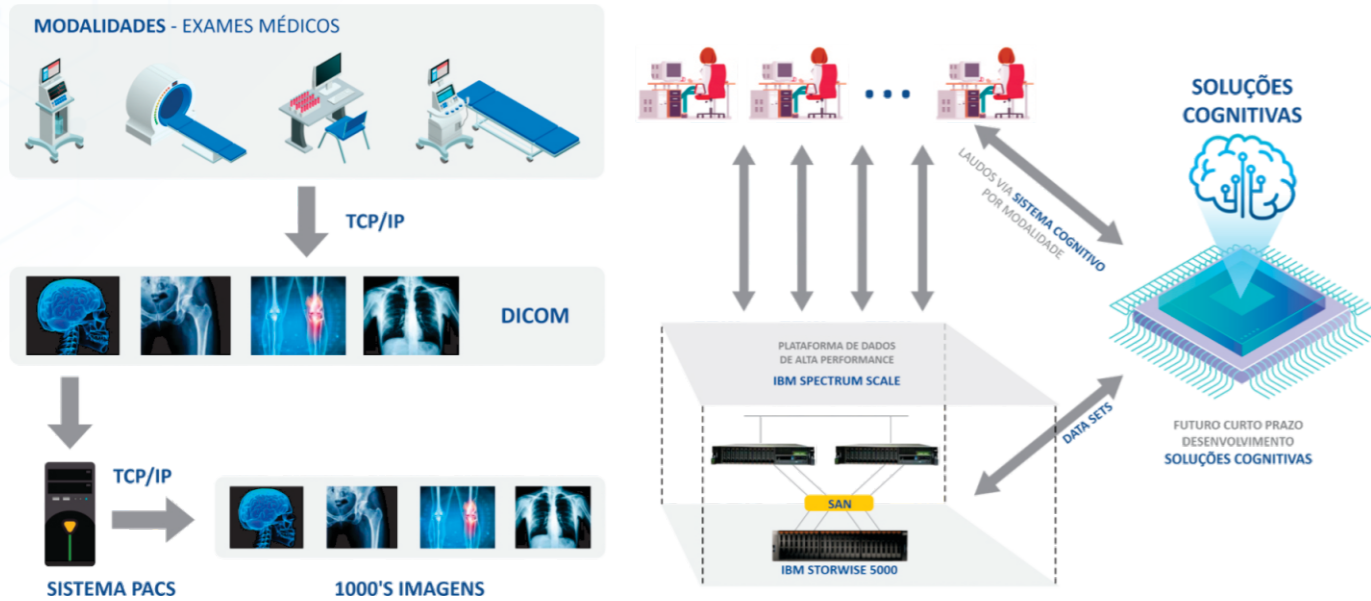 MODALIDADES - EXAMES MÉDICOS
TCP/IP
DICOM
TCP/IP
SISTEMA PACS
1000'S IMAGENS
LAUDOS VIA SISTEMA COGNITIVO
POR MODALIDADE
SOLUÇÕES
COGNITIVAS
PLATAFORMA DE DADOS
DE ALTA PERFORMANCE
IBM SPECTRUM SCALE
SAN
IBM STORWISE 5000
DATA SETS
FUTURO CURTO PRAZO
DESENVOLVIMENTO
SOLUÇÕES COGNITIVAS